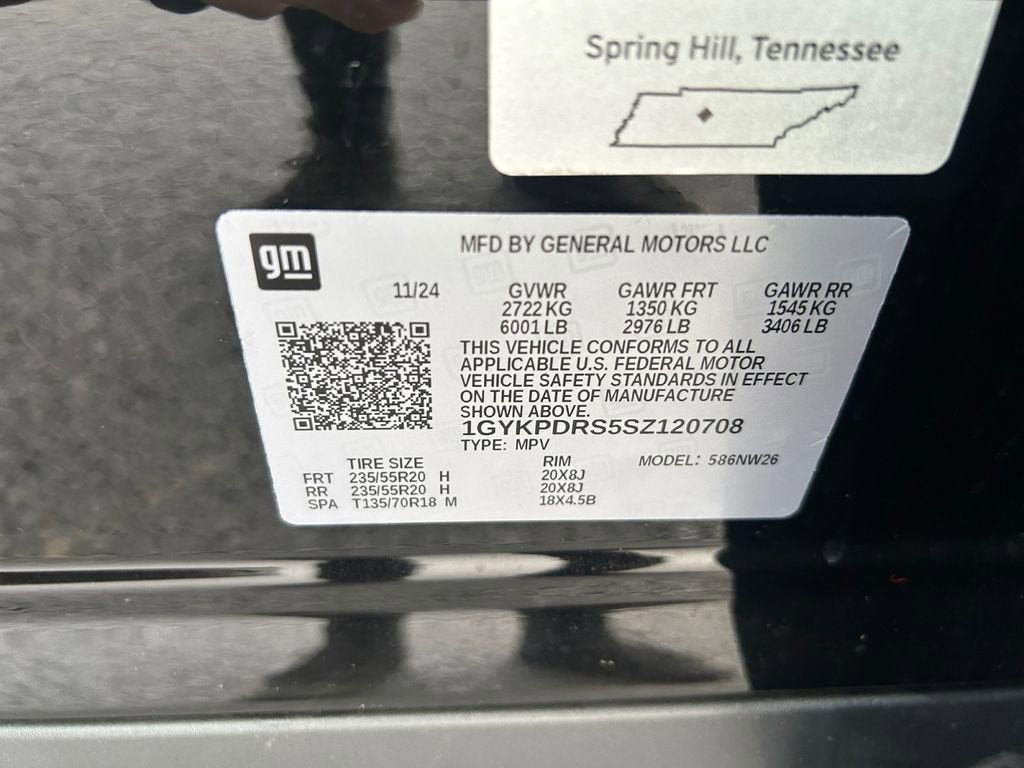 Spring Hill, Tennessee
gm
MFD BY GENERAL MOTORS LLC
11/24 GVWR GAWR FRT GAWR RR
2722 KG 1350 KG 1545 KG
6001 LB 2976 LB 3406 LB
THIS VEHICLE CONFORMS TO ALL
APPLICABLE U.S. FEDERAL MOTOR
VEHICLE SAFETY STANDARDS IN EFFECT
ON THE DATE OF MANUFACTURE
SHOWN ABOVE.
1GYKPDRS5SZ120708
TYPE: MPV
TIRE SIZE RIM MODEL: 586NW26
FRT 235/55R20 H 20X8J
RR 235/55R20 H 20X8J
SPA T135/70R18 M 18X4.5B